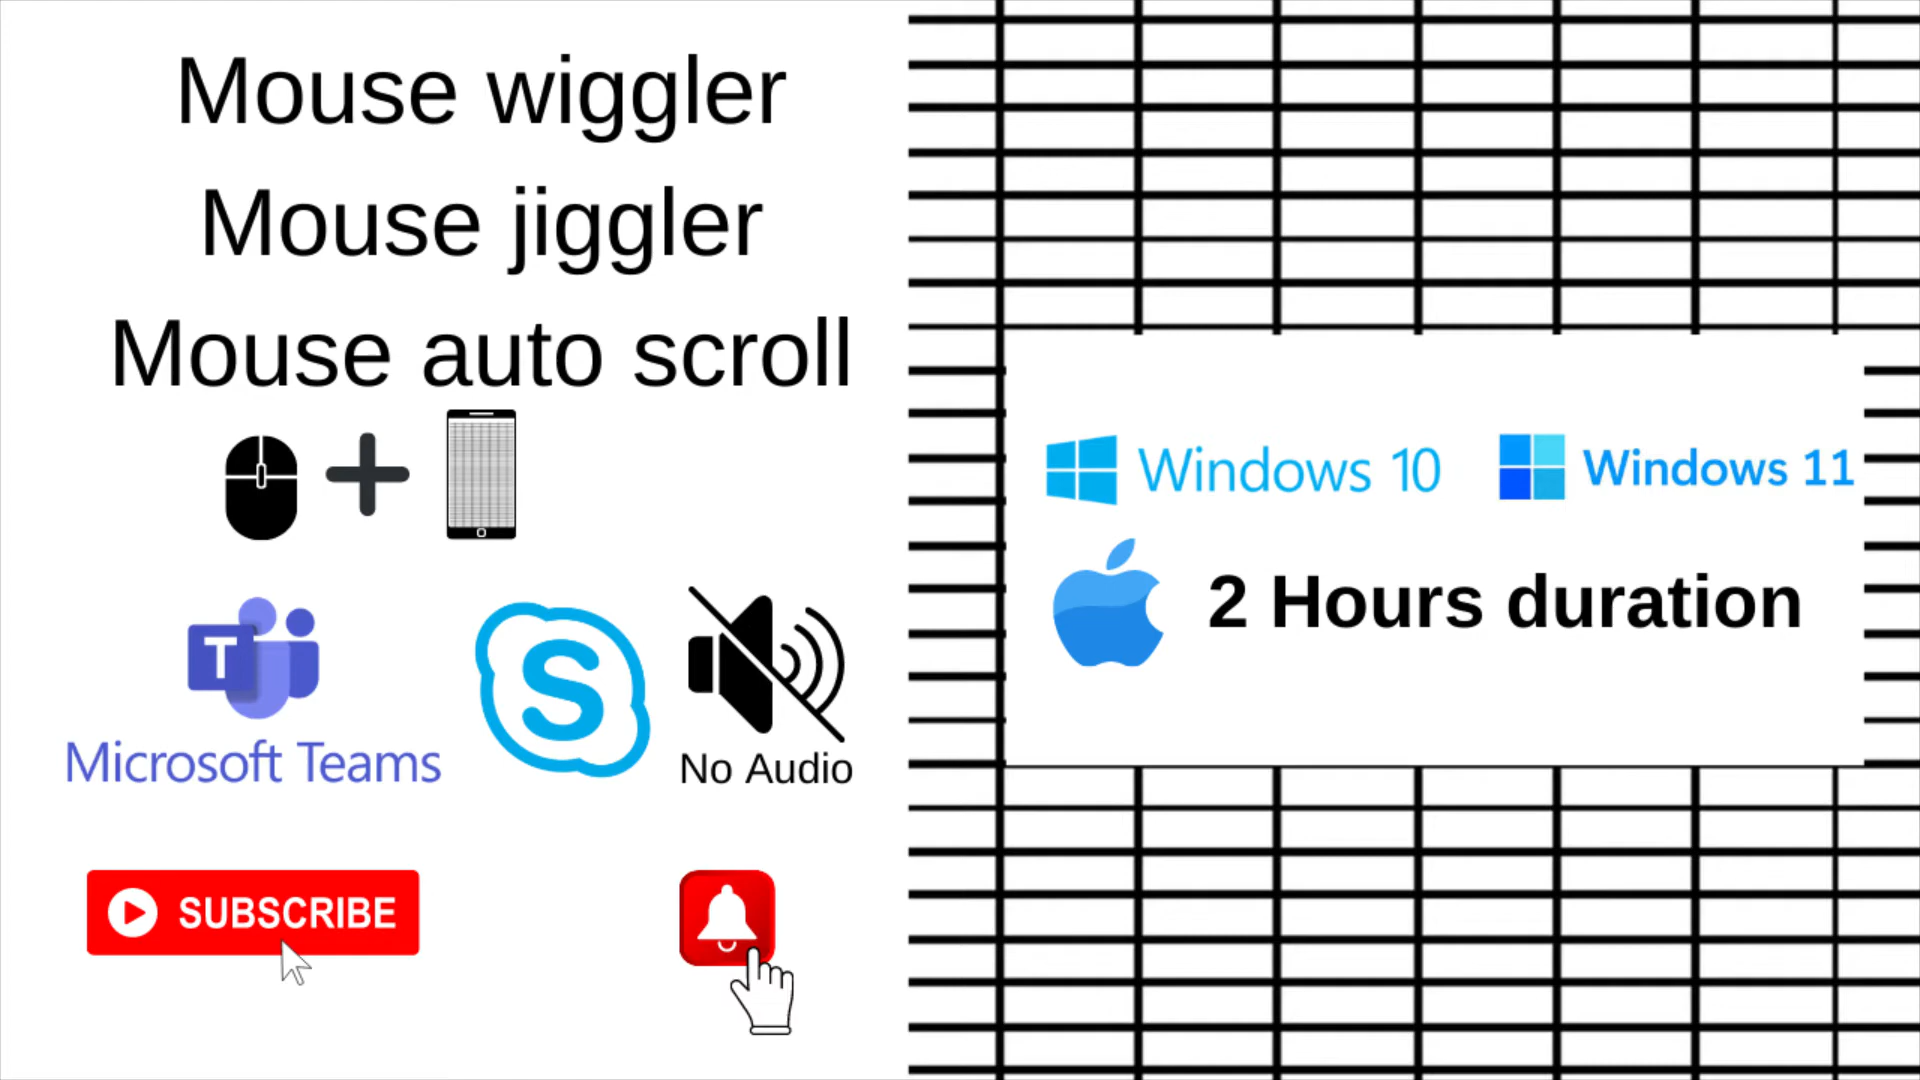 Mouse wiggler
Mouse jiggler
Mouse auto scroll
T
Microsoft Teams
S
No Audio
SUBSCRIBE
Windows 10
Windows 11
2 Hours duration